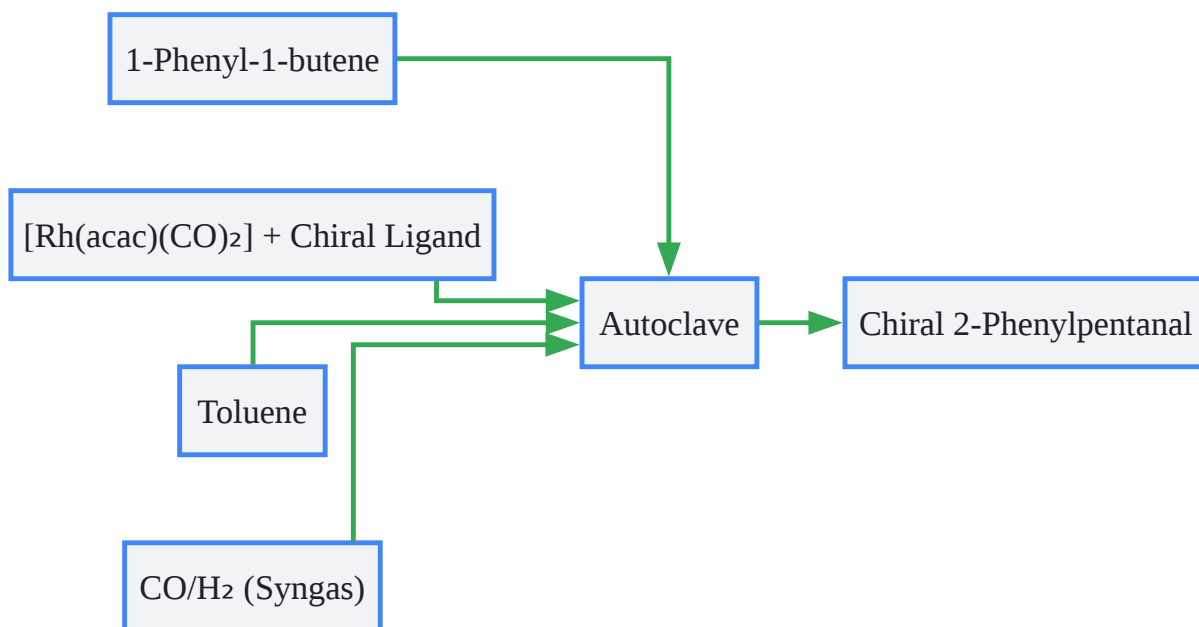 1-Phenyl-1-butene
[Rh(acac)(CO)₂] + Chiral Ligand
Autoclave
Chiral 2-Phenylpentanal
Toluene
CO/H₂ (Syngas)